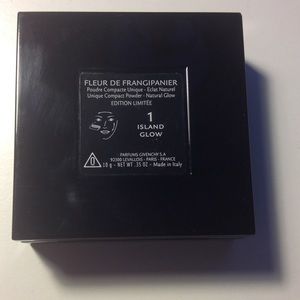 FLEUR DE FRANGIPANIER
Poudre Compacte Unique - Eclat Naturel
Unique Compact Powder - Natural Glow
EDITION LIMITÉE
1
ISLAND
GLOW
PARFUMS GIVENCHY S.A
92300 LEVALLOIS - PARIS - FRANCE
10 g - NET WT .35 OZ - Made in Italy